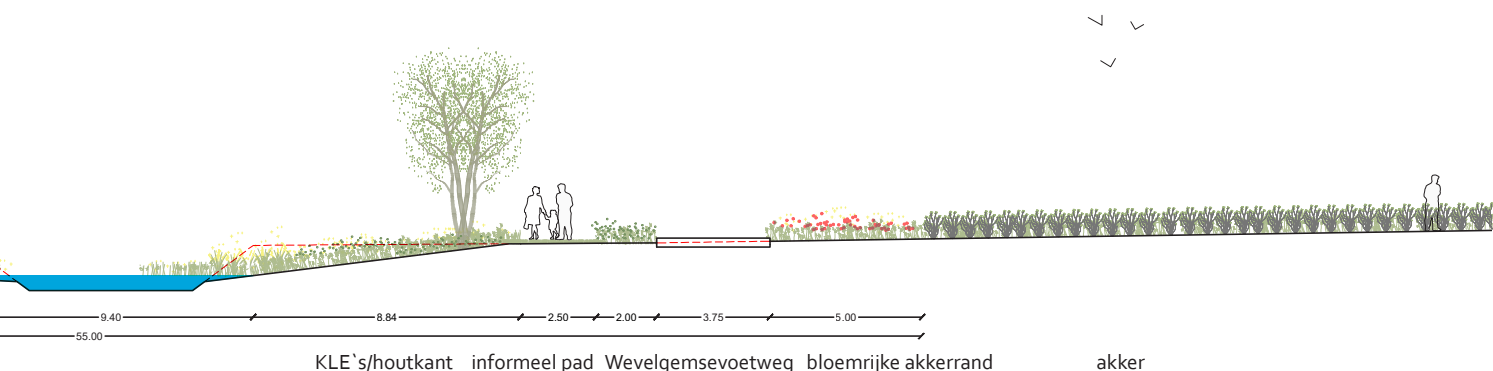 9.40 8.84 2.50 2.00 3.75 5.00
55.00
KLE`s/houtkant informeel pad Wevelgemsevoetweg bloemrijke akkerrand akker